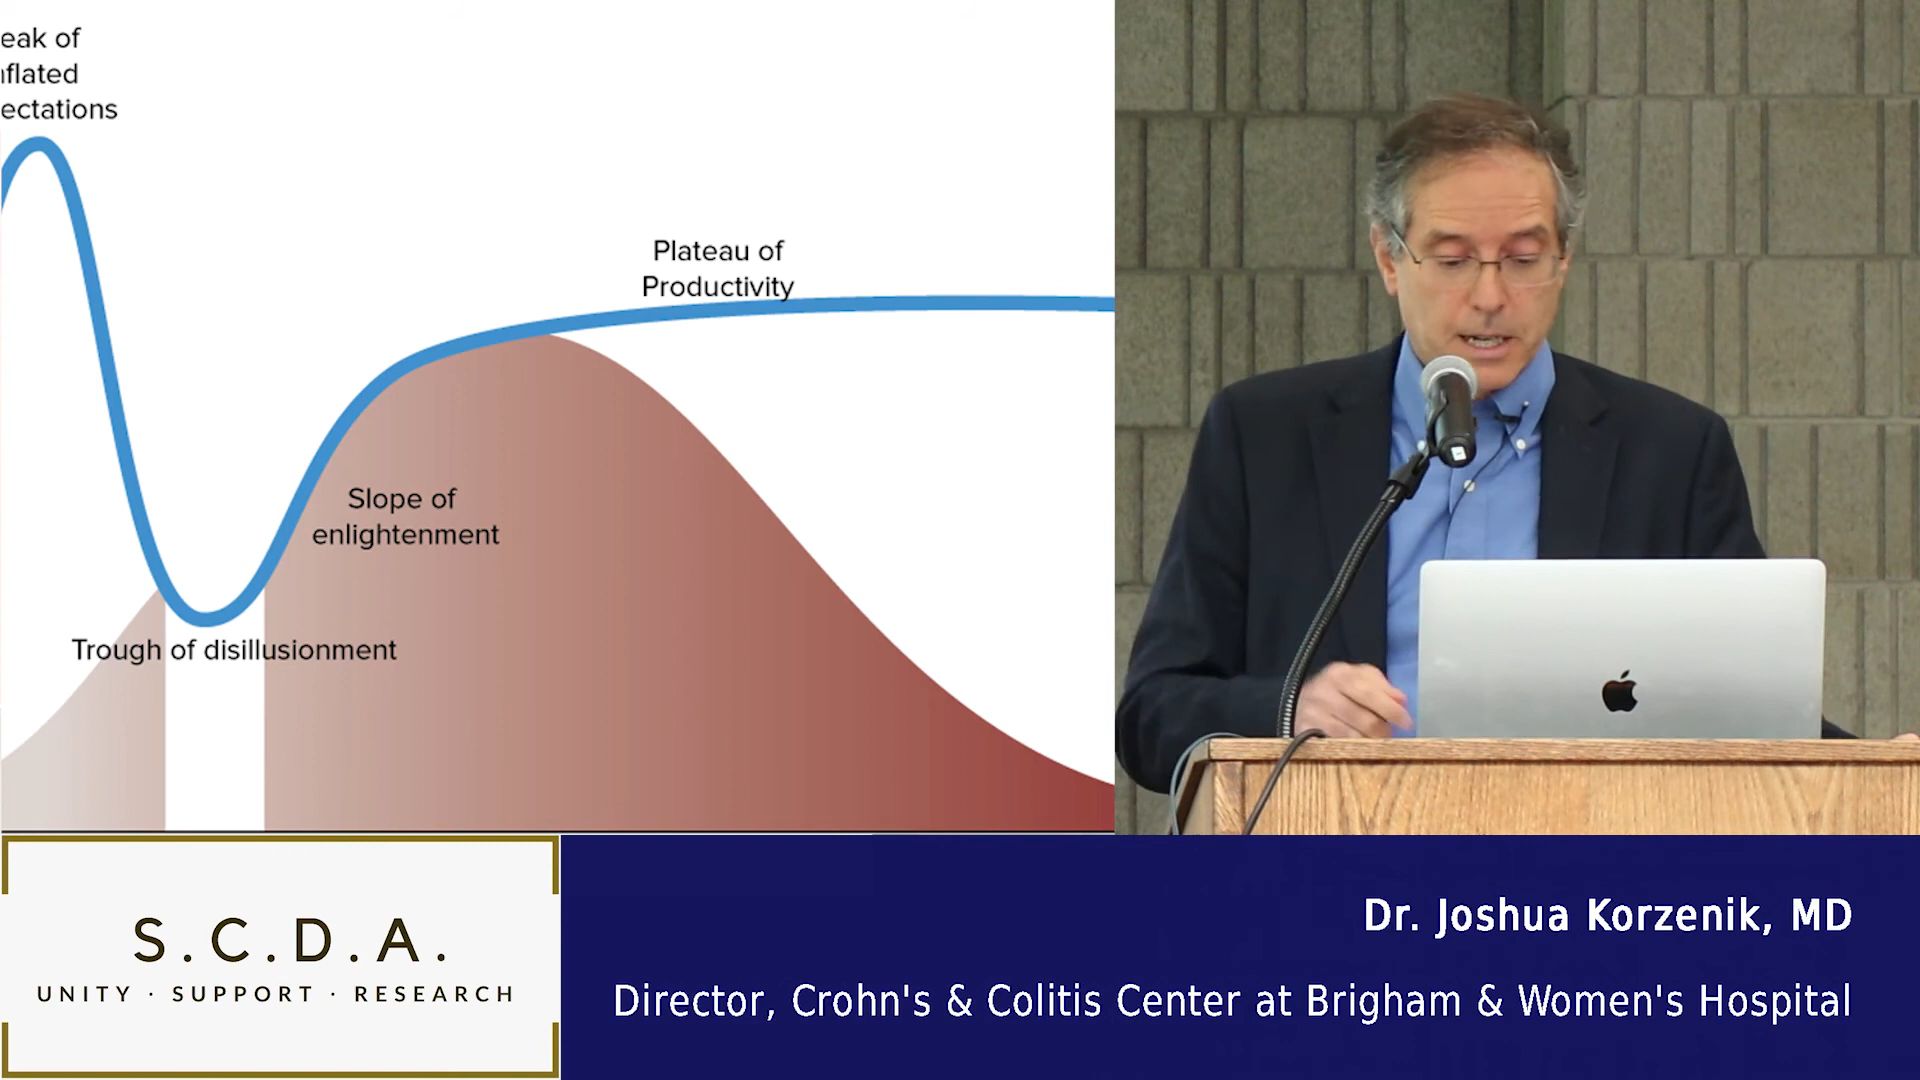 eak of
flated
ectations
Plateau of
Productivity
Slope of
enlightenment
Trough of disillusionment
S.C.D.A.
UNITY · SUPPORT · RESEARCH
Dr. Joshua Korzenik, MD
Director, Crohn's & Colitis Center at Brigham & Women's Hospital